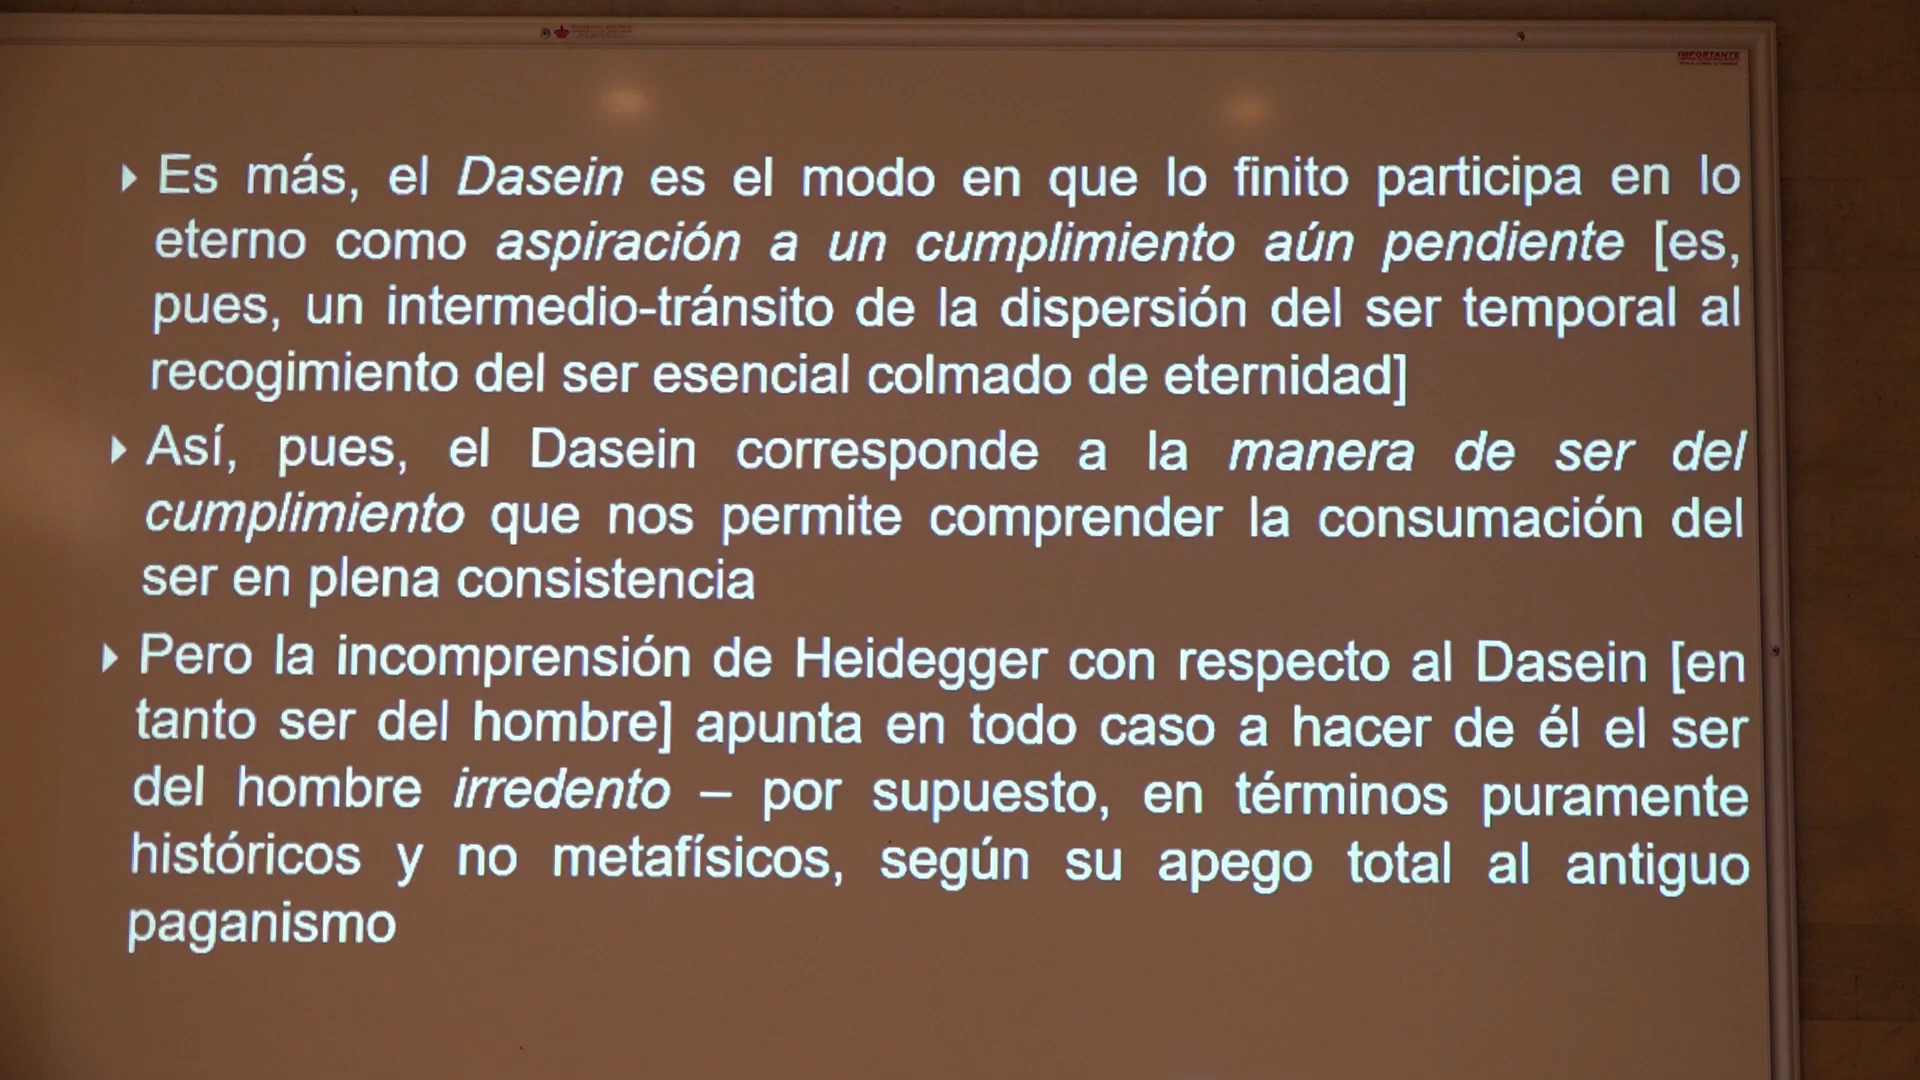 IMPORTANTE
Es más, el Dasein es el modo en que lo finito participa en lo
eterno como aspiración a un cumplimiento aún pendiente [es,
pues, un intermedio-tránsito de la dispersión del ser temporal al
recogimiento del ser esencial colmado de eternidad]
Así, pues, el Dasein corresponde a la manera de ser del
cumplimiento que nos permite comprender la consumación del
ser en plena consistencia
Pero la incomprensión de Heidegger con respecto al Dasein [en
tanto ser del hombre] apunta en todo caso a hacer de él el ser
del hombre irredento – por supuesto, en términos puramente
históricos y no metafísicos, según su apego total al antiguo
paganismo